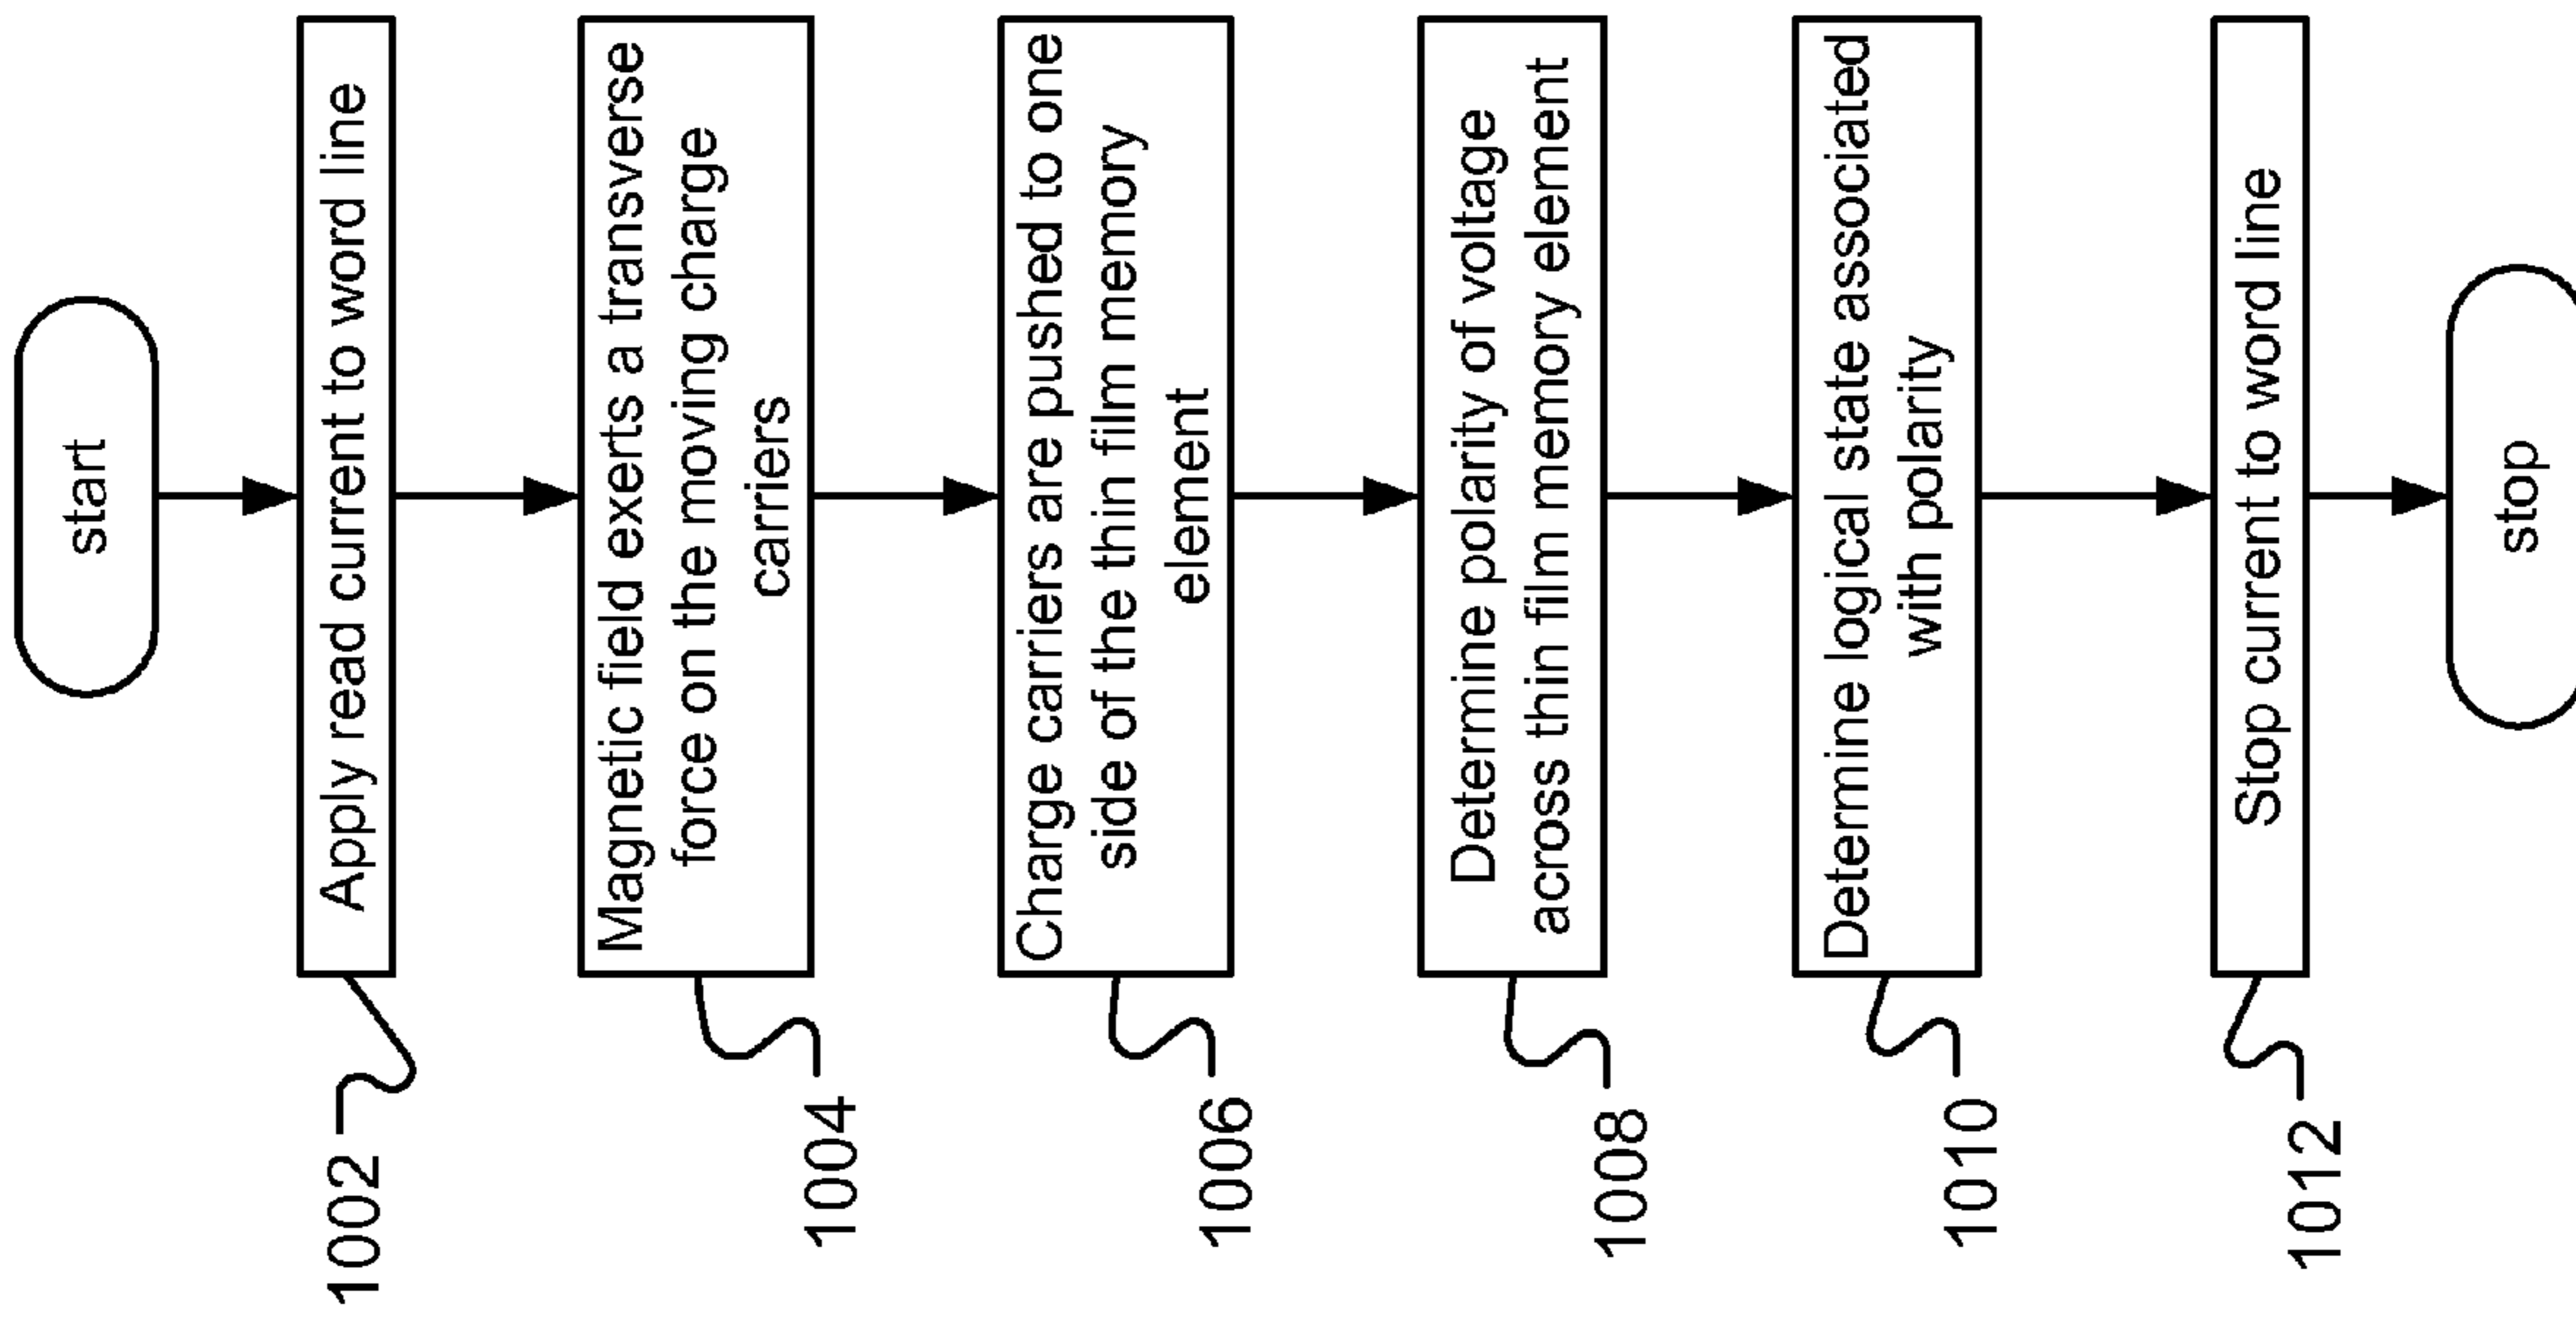 start
Apply read current to word line
1002
Magnetic field exerts a transverse
force on the moving charge
carriers
1004
Charge carriers are pushed to one
side of the thin film memory
element
1006
Determine polarity of voltage
across thin film memory element
1008
Determine logical state associated
with polarity
1010
Stop current to word line
1012
stop